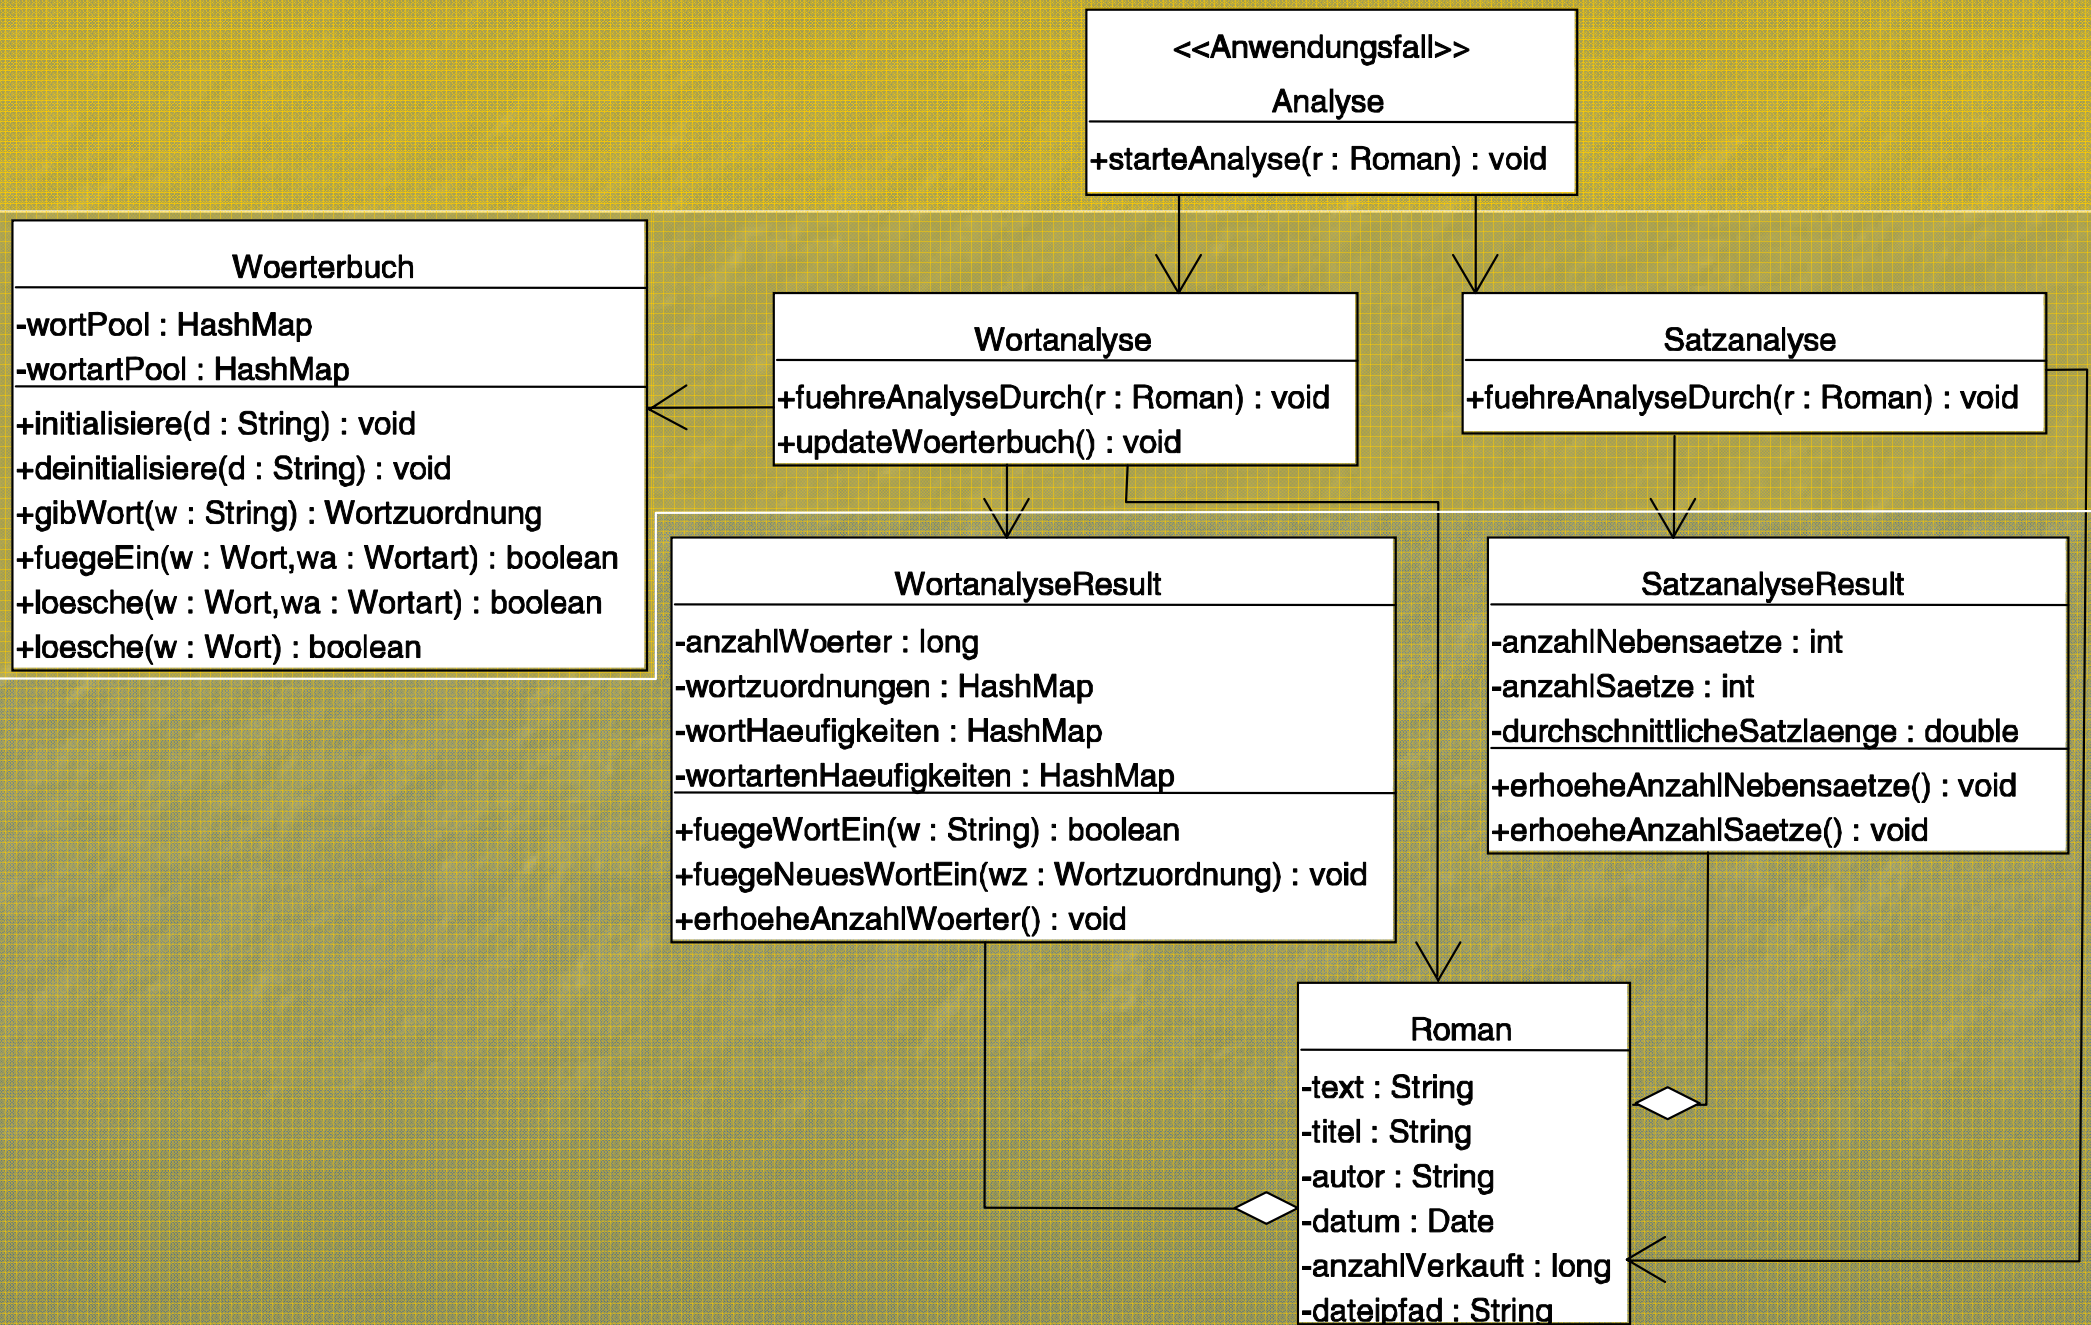 <<Anwendungsfall>>
Analyse
+starteAnalyse(r : Roman) : void
Woerterbuch
-wortPool : HashMap
-wortartPool : HashMap
+initialisiere(d : String) : void
+deinitialisiere(d : String) : void
+gibWort(w : String) : Wortzuordnung
+fuegeEin(w : Wort,wa : Wortart) : boolean
+loesche(w : Wort,wa : Wortart) : boolean
+loesche(w : Wort) : boolean
Wortanalyse
+fuehreAnalyseDurch(r : Roman) : void
+updateWoerterbuch() : void
Satzanalyse
+fuehreAnalyseDurch(r : Roman) : void
WortanalyseResult
-anzahlWoerter : long
-wortzuordnungen : HashMap
-wortHaeufigkeiten : HashMap
-wortartenHaeufigkeiten : HashMap
+fuegeWortEin(w : String) : boolean
+fuegeNeuesWortEin(wz : Wortzuordnung) : void
+erhoeheAnzahlWoerter() : void
SatzanalyseResult
-anzahlNebensaetze : int
-anzahlSaetze : int
-durchschnittlicheSatzlaenge : double
+erhoeheAnzahlNebensaetze() : void
+erhoeheAnzahlSaetze() : void
Roman
-text : String
-titel : String
-autor : String
-datum : Date
-anzahlVerkauft : long
-dateipfad : String